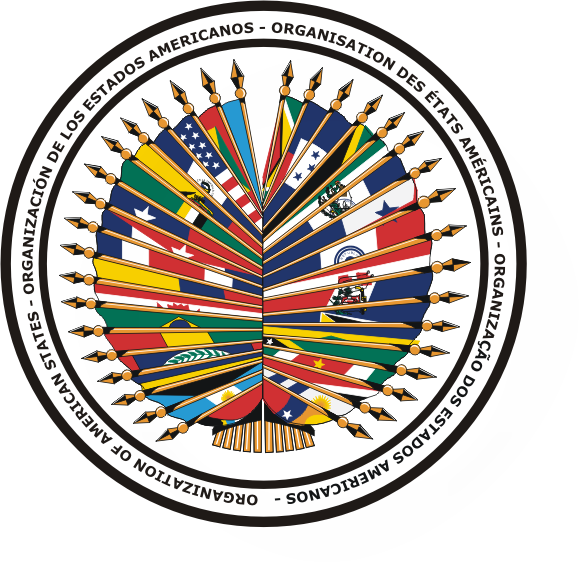 ORGANIZACIÓN DE LOS ESTADOS AMERICANOS - ORGANISATION DES ÉTATS AMÉRICAINS - ORGANIZAÇÃO DOS ESTADOS AMERICANOS - ORGANIZATION OF AMERICAN STATES -